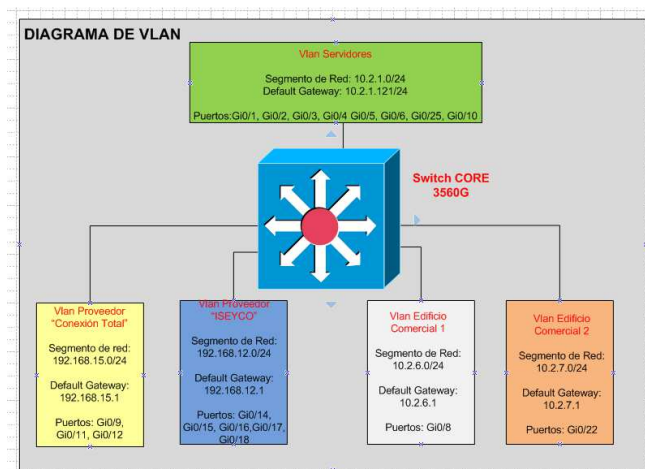 DIAGRAMA DE VLAN
Vlan Servidores
Segmento de Red: 10.2.1.0/24
Default Gateway: 10.2.1.121/24
Puertos:Gi0/1, Gi0/2, Gi0/3, Gi0/4 Gi0/5, Gi0/6, Gi0/25, Gi0/10
Switch CORE
3560G
Vlan Proveedor
"Conexión Total"
Segmento de red:
192.168.15.0/24
Default Gateway:
192.168.15.1
Puertos: Gi0/9,
Gi0/11, Gi0/12
Vlan Proveedor
"ISEYCO"
Segmento de Red:
192.168.12.0/24
Default Gateway:
192.168.12.1
Puertos: Gi0/14,
Gi0/15, Gi0/16,Gi0/17,
Gi0/18
Vlan Edificio
Comercial 1
Segmento de Red:
10.2.6.0/24
Default Gateway:
10.2.6.1
Puertos: Gi0/8
Vlan Edificio
Comercial 2
Segmento de Red:
10.2.7.0/24
Default Gateway:
10.2.7.1
Puertos: Gi0/22